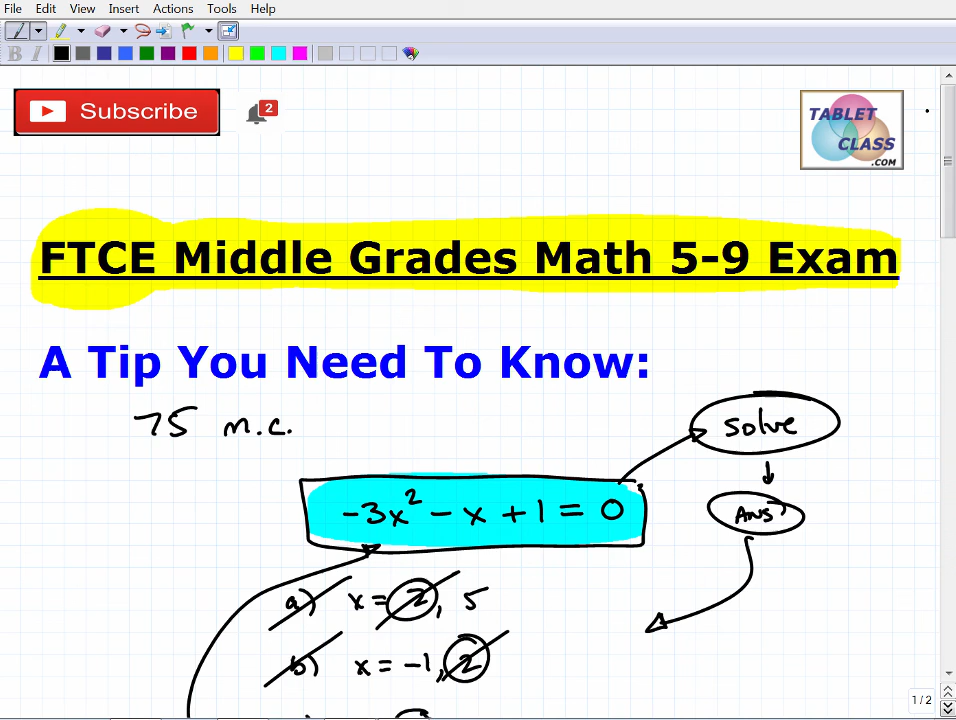 File Edit View Insert Actions Tools Help
B I
Subscribe 2
TABLET
CLASS
.COM
FTCE Middle Grades Math 5-9 Exam
A Tip You Need To Know:
75 m.c.
solve
-3x² - x + 1 = 0
Ans
a) x = 2, 5
b) x = -1, 2
1 / 2